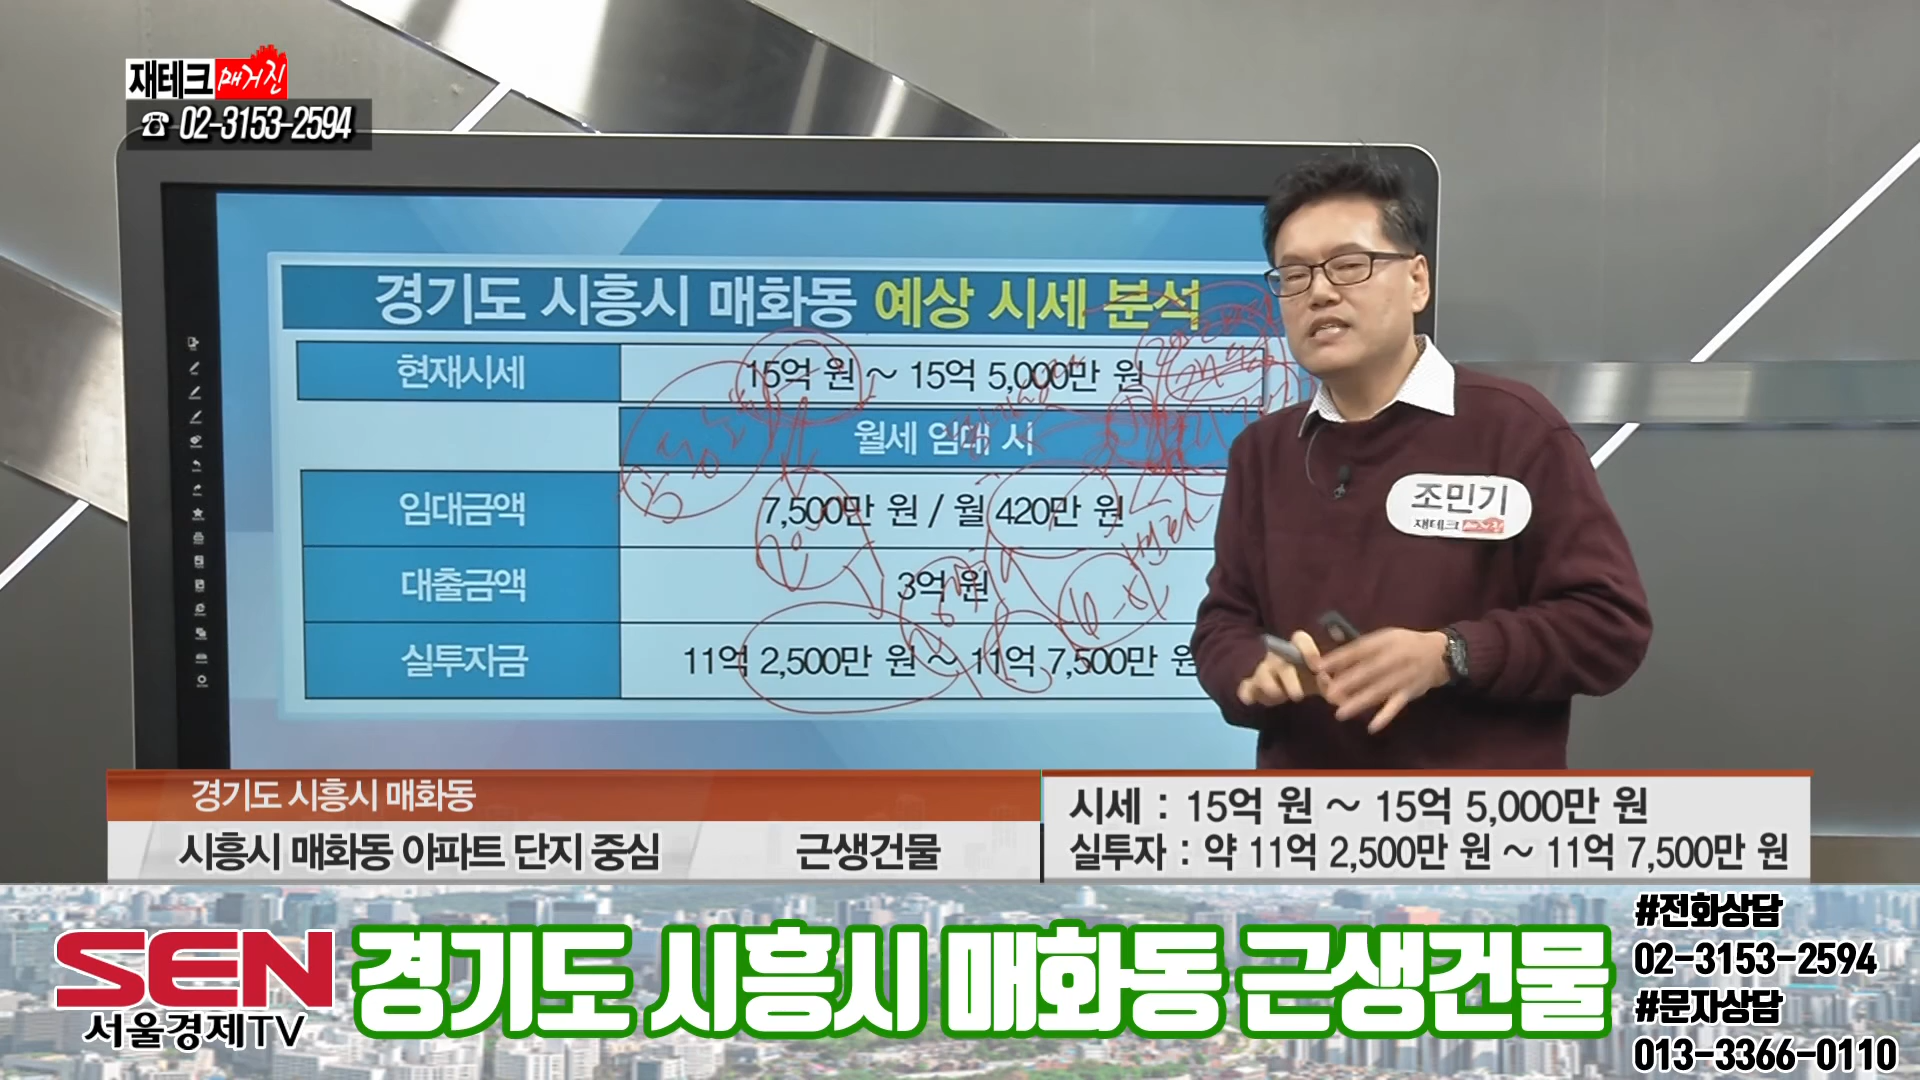 재테크 매거진
☎ 02-3153-2594
경기도 시흥시 매화동 예상 시세 분석
현재시세 15억 원 ~ 15억 5,000만 원
월세 임대 시
임대금액 7,500만 원 / 월 420만 원
대출금액 3억 원
실투자금 11억 2,500만 원 ~ 11억 7,500만 원
조민기
재테크 매거진
경기도 시흥시 매화동
시흥시 매화동 아파트 단지 중심 근생건물
시세 : 15억 원 ~ 15억 5,000만 원
실투자 : 약 11억 2,500만 원 ~ 11억 7,500만 원
SEN
서울경제TV
경기도 시흥시 매화동 근생건물
#전화상담
02-3153-2594
#문자상담
013-3366-0110